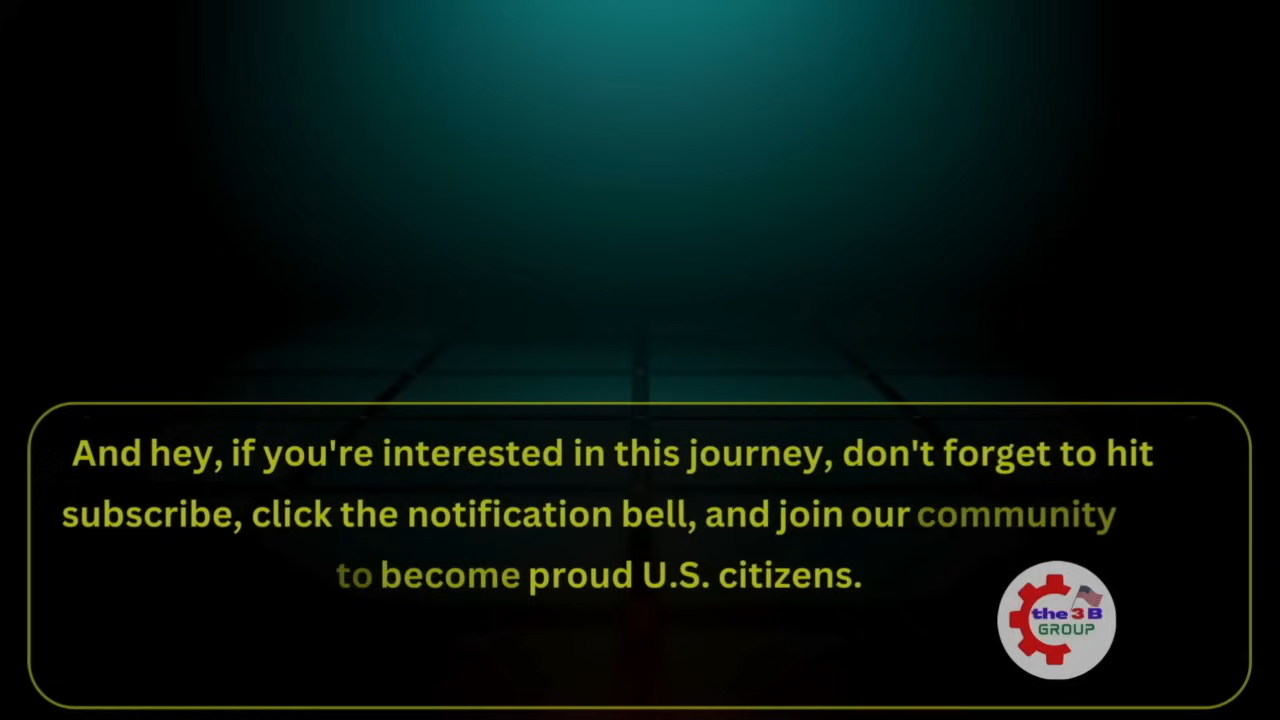 And hey, if you're interested in this journey, don't forget to hit
subscribe, click the notification bell, and join our community
to become proud U.S. citizens.
the 3 B
GROUP